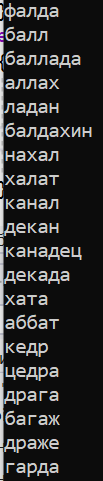 фалда
балл
баллада
аллах
ладан
балдахин
нахал
халат
канал
декан
канадец
декада
хата
аббат
кедр
цедра
драга
багаж
драже
гарда